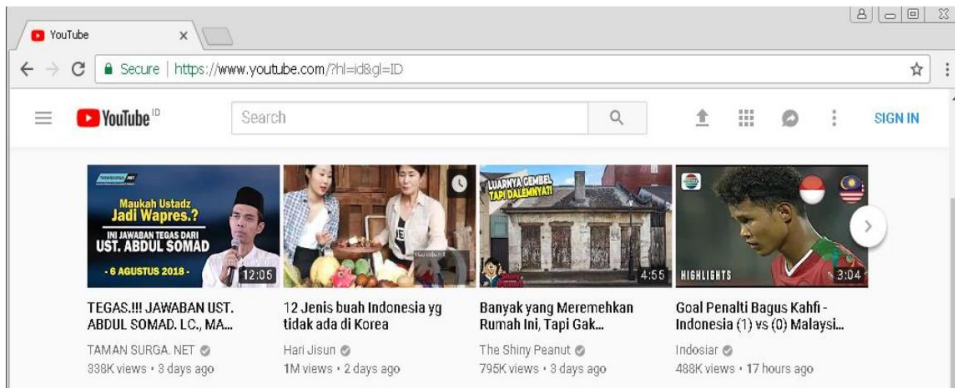 YouTube
Secure | https://www.youtube.com/?hl=id&gl=ID
YouTube ID
Search
SIGN IN
Maukah Ustadz
Jadi Wapres.?
INI JAWABAN TEGAS DARI
UST. ABDUL SOMAD
- 6 AGUSTUS 2018 -
12:05
LUARNYA GEMBEL
TAPI DALEMNYA?!
4:55
HIGHLIGHTS
3:04
TEGAS.!!! JAWABAN UST.
ABDUL SOMAD. LC., MA...
TAMAN SURGA. NET
338K views • 3 days ago
12 Jenis buah Indonesia yg
tidak ada di Korea
Hari Jisun
1M views • 2 days ago
Banyak yang Meremehkan
Rumah Ini, Tapi Gak...
The Shiny Peanut
795K views • 3 days ago
Goal Penalti Bagus Kahfi -
Indonesia (1) vs (0) Malaysi...
Indosiar
488K views • 17 hours ago